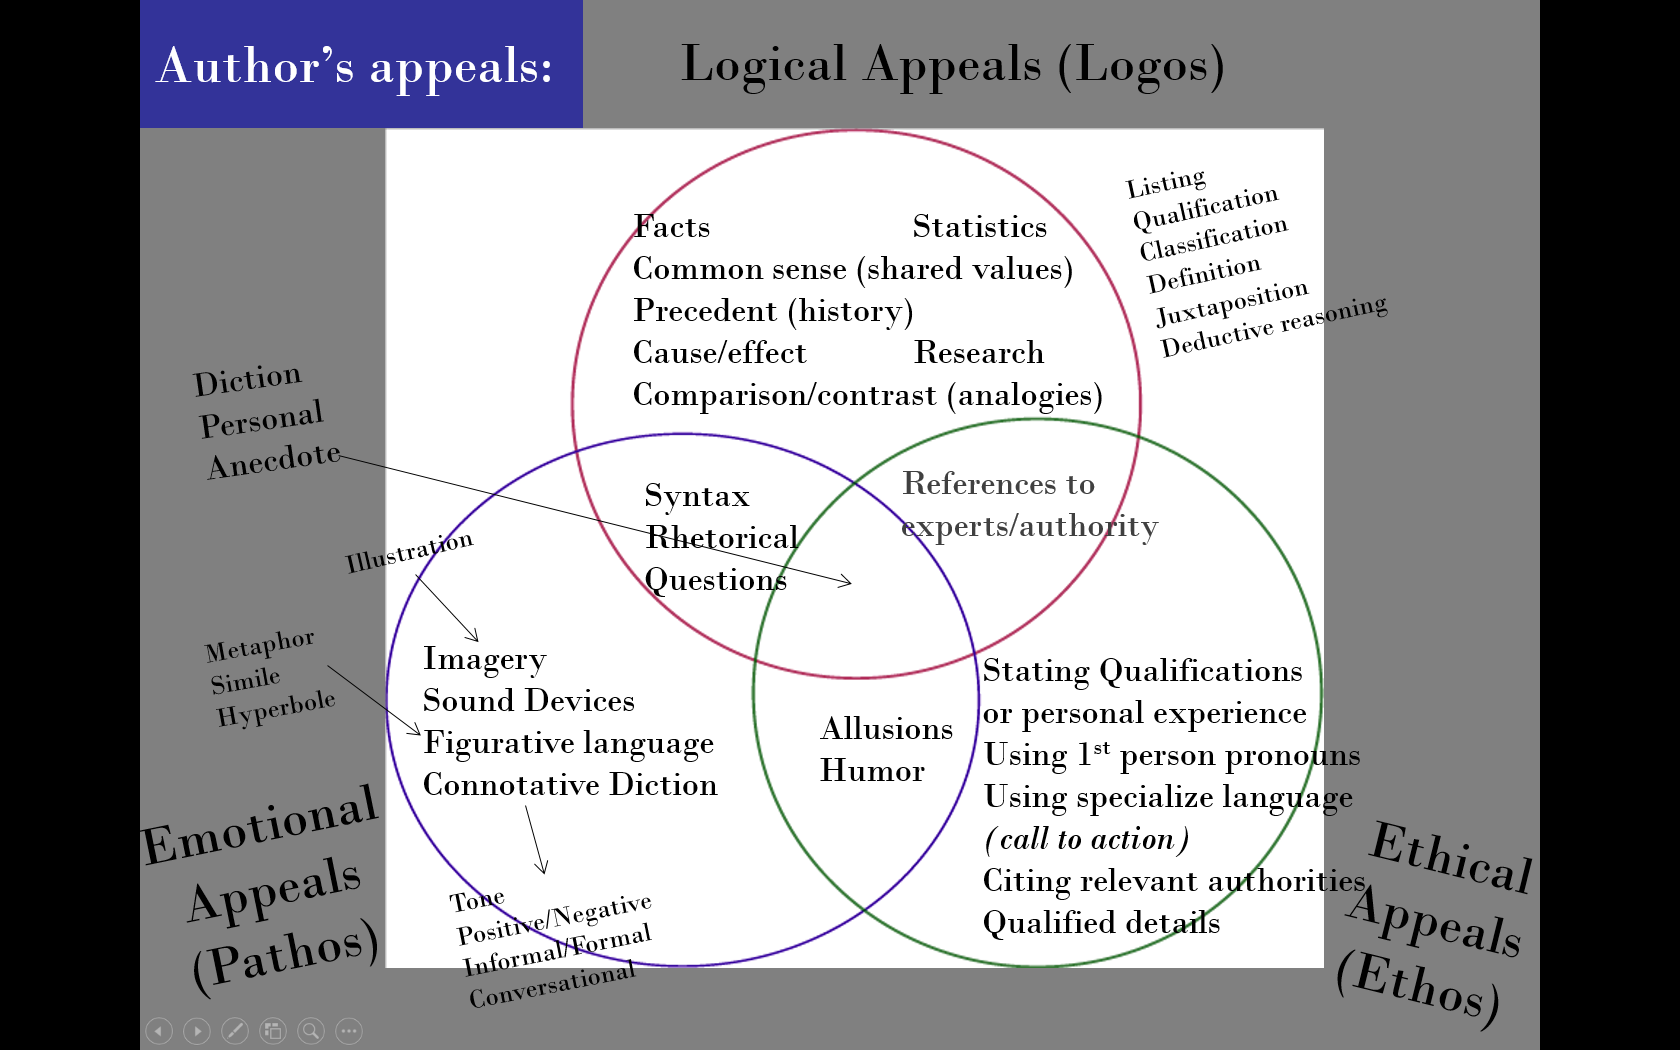 Author's appeals:
Logical Appeals (Logos)
Listing
Qualification
Classification
Definition
Juxtaposition
Deductive reasoning
Facts Statistics
Common sense (shared values)
Precedent (history)
Cause/effect Research
Comparison/contrast (analogies)
Diction
Personal
Anecdote
Syntax
Rhetorical
Questions
References to
experts/authority
Illustration
Metaphor
Simile
Hyperbole
Imagery
Sound Devices
Figurative language
Connotative Diction
Allusions
Humor
Stating Qualifications
or personal experience
Using 1st person pronouns
Using specialize language
(call to action)
Citing relevant authorities
Qualified details
Emotional
Appeals
(Pathos)
Tone
Positive/Negative
Informal/Formal
Conversational
Ethical
Appeals
(Ethos)